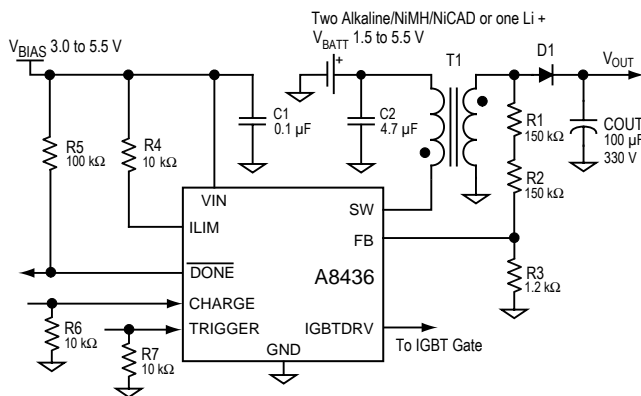 Two Alkaline/NiMH/NiCAD or one Li +
VBIAS 3.0 to 5.5 V
VBATT 1.5 to 5.5 V
+
T1
D1
VOUT
C1
0.1 µF
C2
4.7 µF
R1
150 kΩ
COUT
100 µF
330 V
R5
100 kΩ
R4
10 kΩ
R2
150 kΩ
VIN
SW
ILIM
FB
DONE
A8436
R3
1.2 kΩ
CHARGE
TRIGGER
IGBTDRV
R6
10 kΩ
R7
10 kΩ
GND
To IGBT Gate